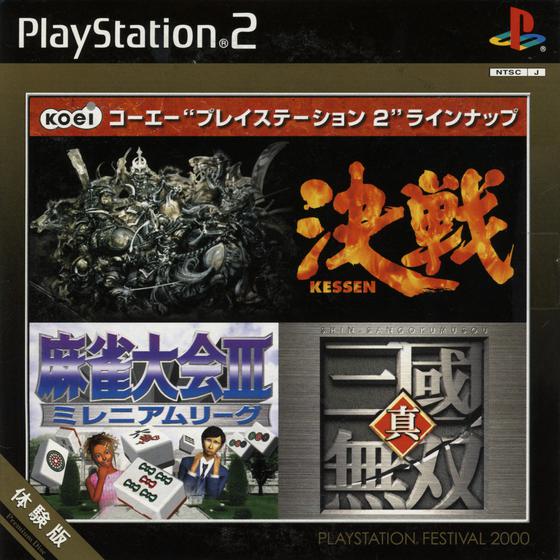 PlayStation®2
NTSC J
KOEI コーエー“プレイステーション 2”ラインナップ
決戦
KESSEN
麻雀大会III
ミレニアムリーグ
SHIN-SANGOKUMUSOU
真
三國
無双
体験版
Premium Disc
PLAYSTATION FESTIVAL 2000